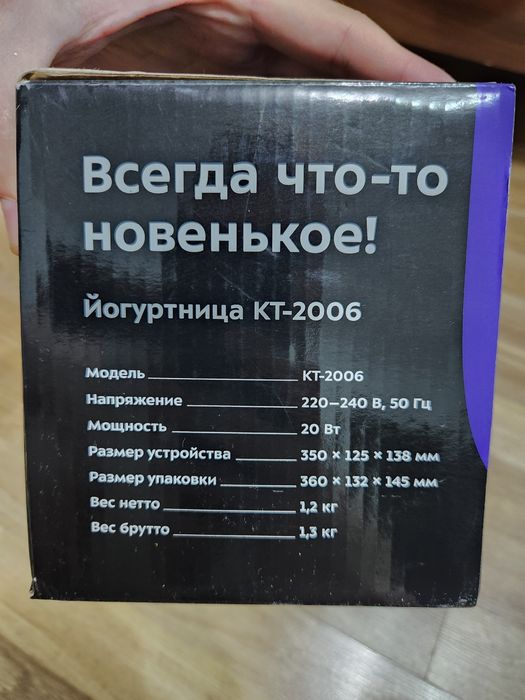 Всегда что-то
новенькое!
Йогуртница КТ-2006
Модель КТ-2006
Напряжение 220–240 В, 50 Гц
Мощность 20 Вт
Размер устройства 350 × 125 × 138 мм
Размер упаковки 360 × 132 × 145 мм
Вес нетто 1,2 кг
Вес брутто 1,3 кг